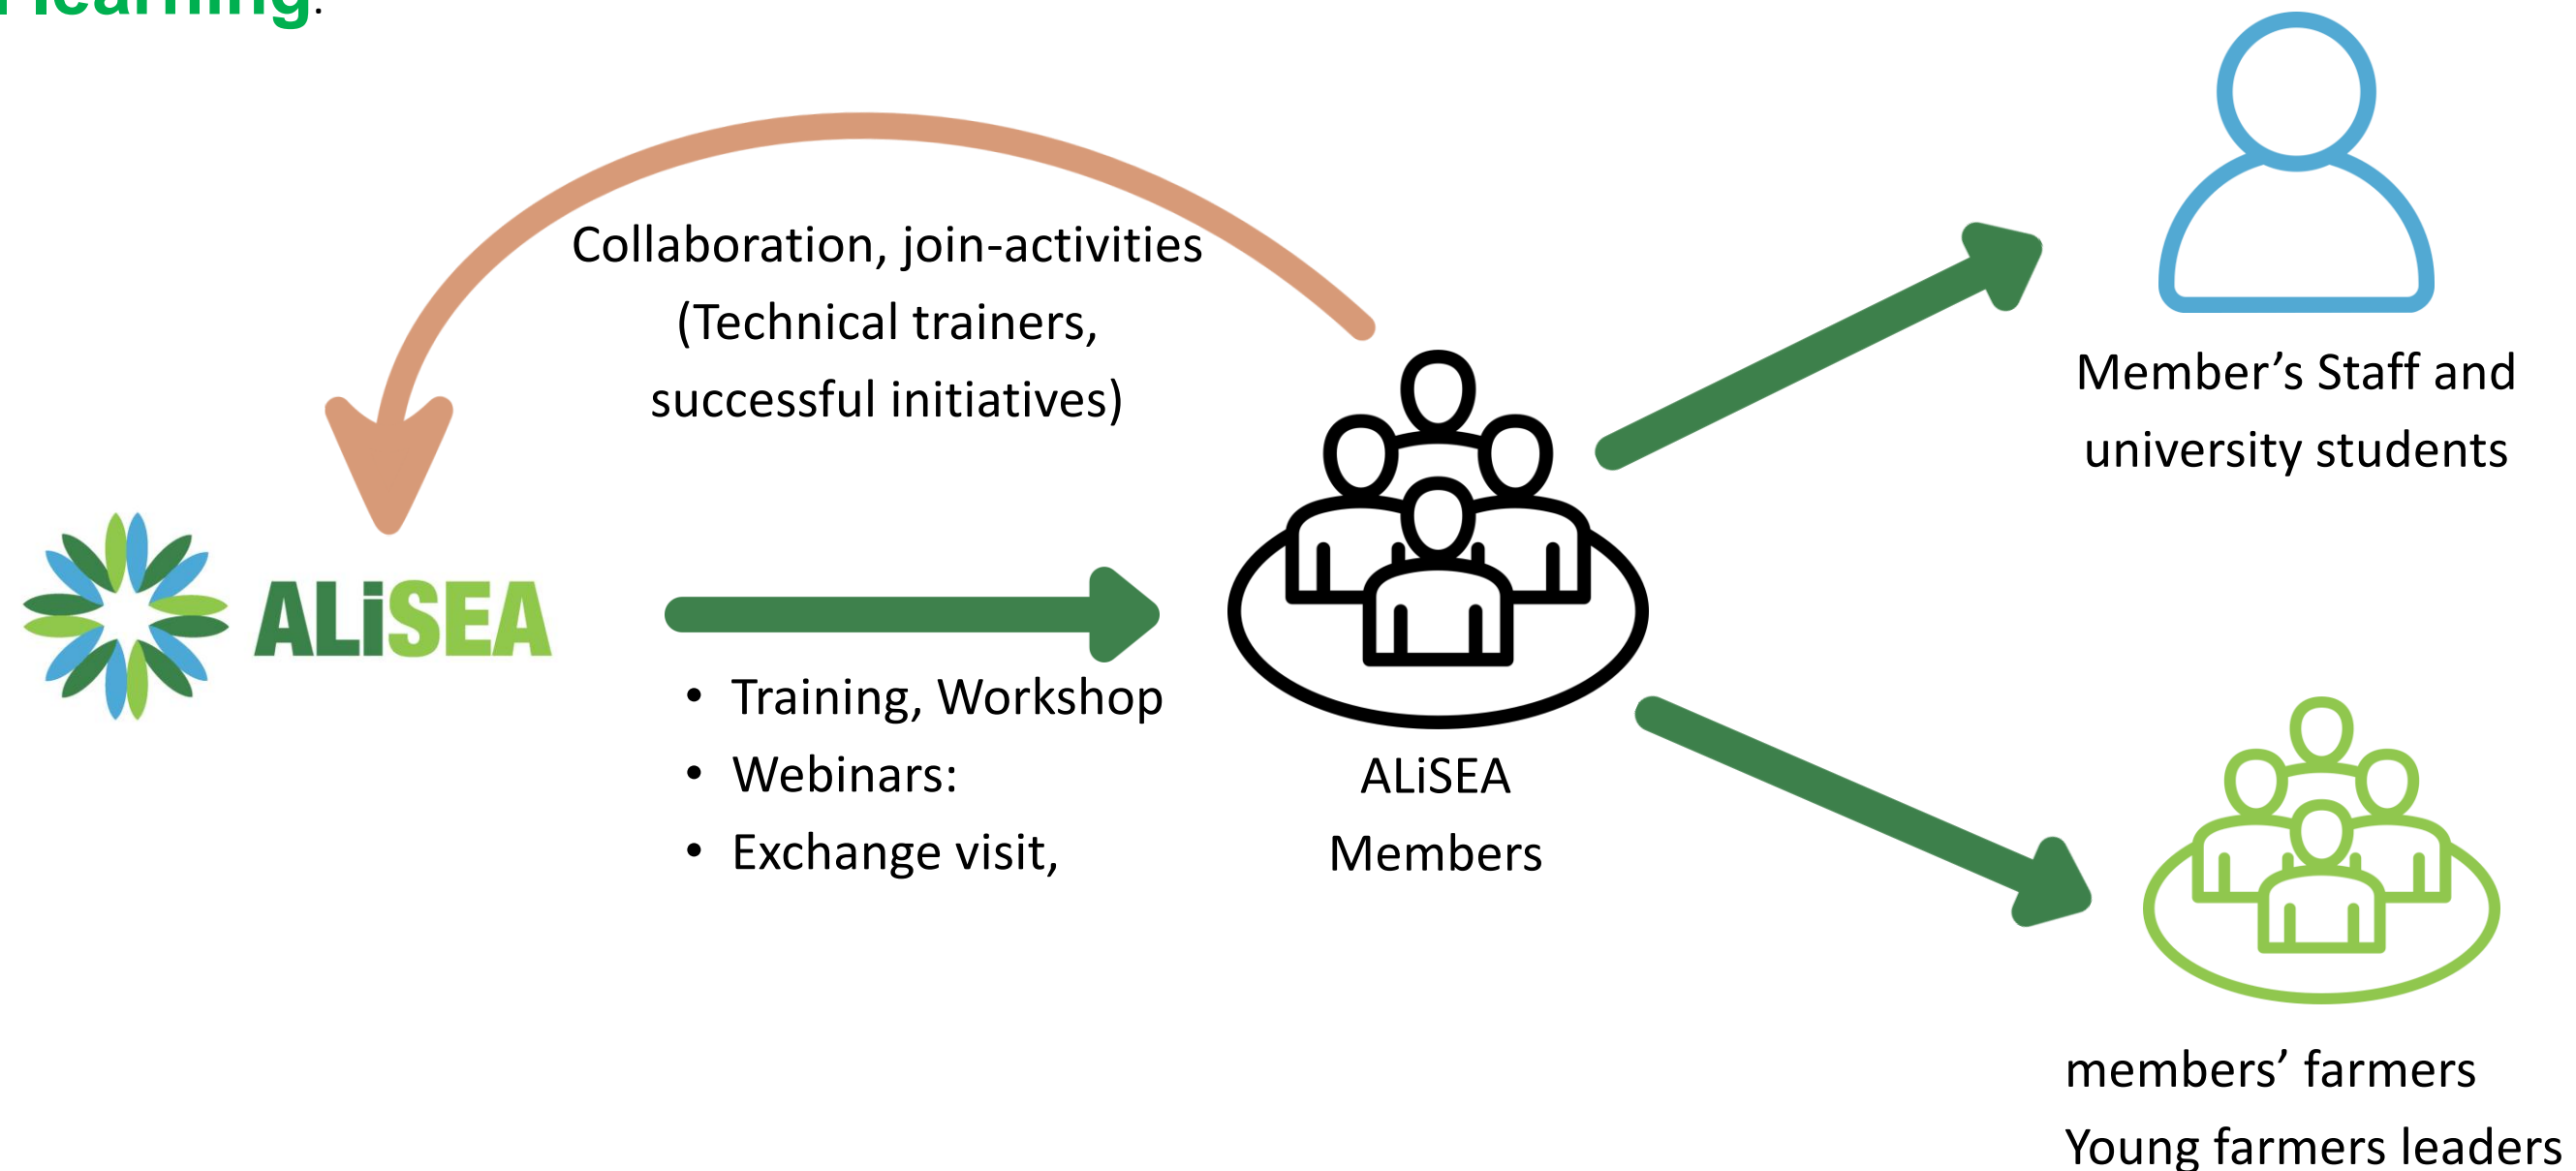 learning.
Collaboration, join-activities
(Technical trainers,
successful initiatives)
ALiSEA
• Training, Workshop
• Webinars:
• Exchange visit,
ALiSEA
Members
Member’s Staff and
university students
members’ farmers
Young farmers leaders